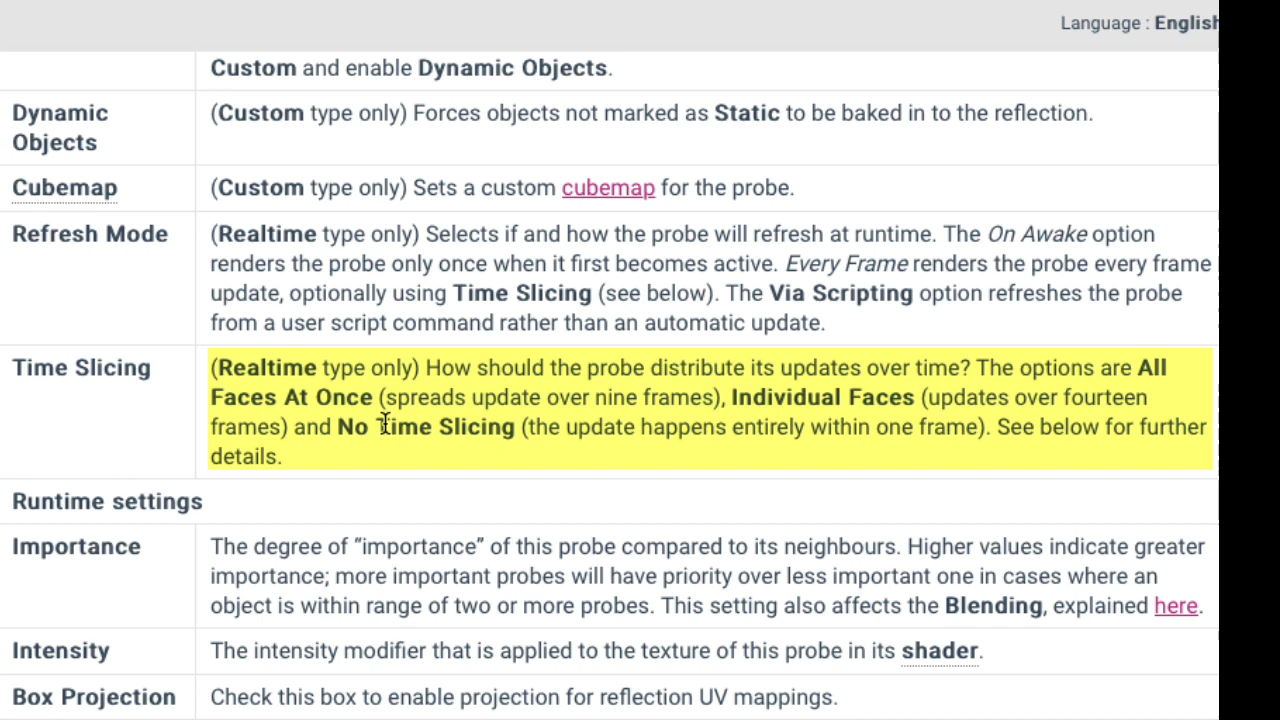 Language : English
Custom and enable Dynamic Objects.
Dynamic Objects
(Custom type only) Forces objects not marked as Static to be baked in to the reflection.
Cubemap
(Custom type only) Sets a custom cubemap for the probe.
Refresh Mode
(Realtime type only) Selects if and how the probe will refresh at runtime. The On Awake option
renders the probe only once when it first becomes active. Every Frame renders the probe every frame
update, optionally using Time Slicing (see below). The Via Scripting option refreshes the probe
from a user script command rather than an automatic update.
Time Slicing
(Realtime type only) How should the probe distribute its updates over time? The options are All
Faces At Once (spreads update over nine frames), Individual Faces (updates over fourteen
frames) and No Time Slicing (the update happens entirely within one frame). See below for further
details.
Runtime settings
Importance
The degree of “importance” of this probe compared to its neighbours. Higher values indicate greater
importance; more important probes will have priority over less important one in cases where an
object is within range of two or more probes. This setting also affects the Blending, explained here.
Intensity
The intensity modifier that is applied to the texture of this probe in its shader.
Box Projection
Check this box to enable projection for reflection UV mappings.